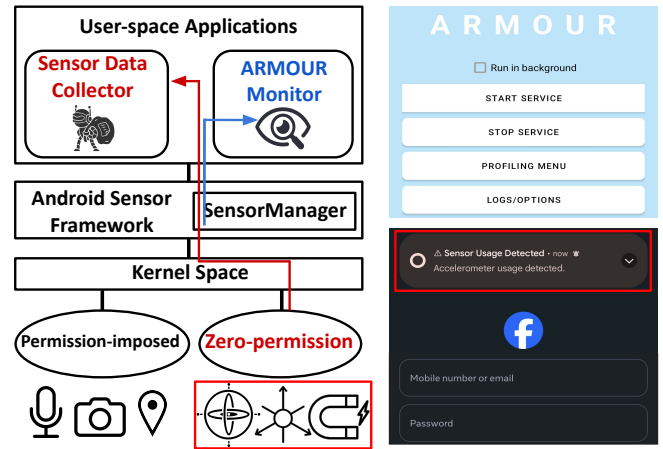 User-space Applications
Sensor Data
Collector
ARMOUR
Monitor
Android Sensor
Framework
SensorManager
Kernel Space
Permission-imposed
Zero-permission
ARMOUR
Run in background
START SERVICE
STOP SERVICE
PROFILING MENU
LOGS/OPTIONS
⚠ Sensor Usage Detected • now
Accelerometer usage detected.
Mobile number or email
Password